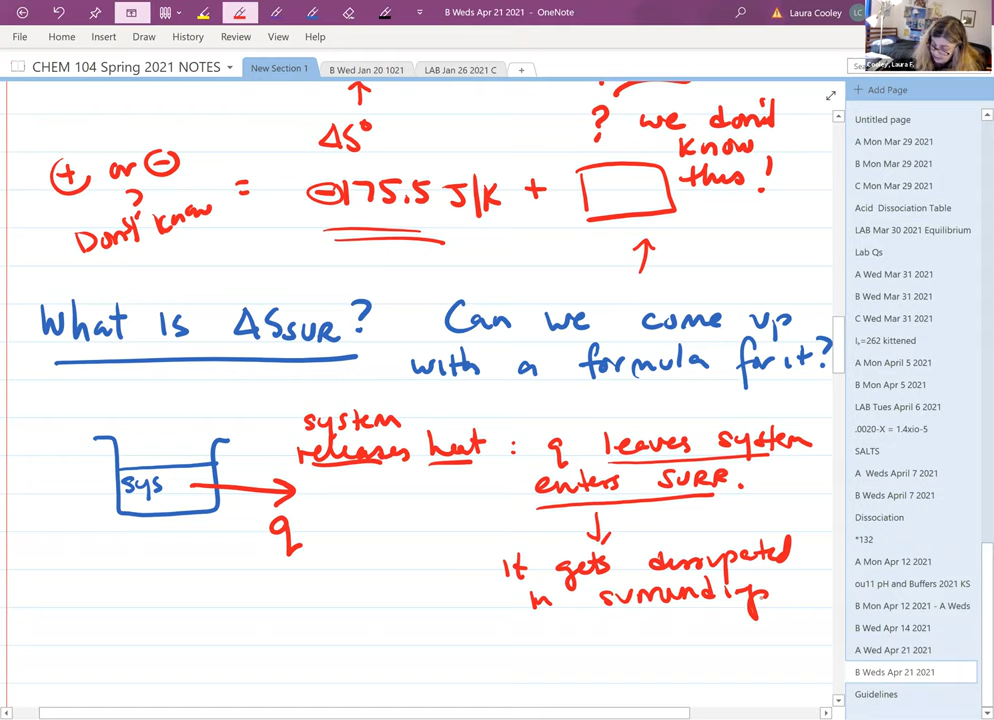 B Weds Apr 21 2021 - OneNote
Laura Cooley
LC
File Home Insert Draw History Review View Help
Cooley, Laura F.
CHEM 104 Spring 2021 NOTES
New Section 1
B Wed Jan 20 1021
LAB Jan 26 2021 C
+
Add Page
Untitled page
A Mon Mar 29 2021
B Mon Mar 29 2021
C Mon Mar 29 2021
Acid Dissociation Table
LAB Mar 30 2021 Equilibrium
Lab Qs
A Wed Mar 31 2021
B Wed Mar 31 2021
C Wed Mar 31 2021
I,=262 kittened
A Mon April 5 2021
B Mon Apr 5 2021
LAB Tues April 6 2021
.0020-X = 1.4xio-5
SALTS
A Weds April 7 2021
B Weds April 7 2021
Dissociation
*132
A Mon Apr 12 2021
ou11 pH and Buffers 2021 KS
B Mon Apr 12 2021 - A Weds
B Wed Apr 14 2021
A Wed Apr 21 2021
B Weds Apr 21 2021
Guidelines
ΔS°
? we don't
know
this!
+ or -
?
Don't know
= -175.5 J/K +
What is ΔSSUR? Can we come up
with a formula for it?
system
releases heat : q leaves system
enters SURR.
sys
q
It gets dissipated
in surroundings